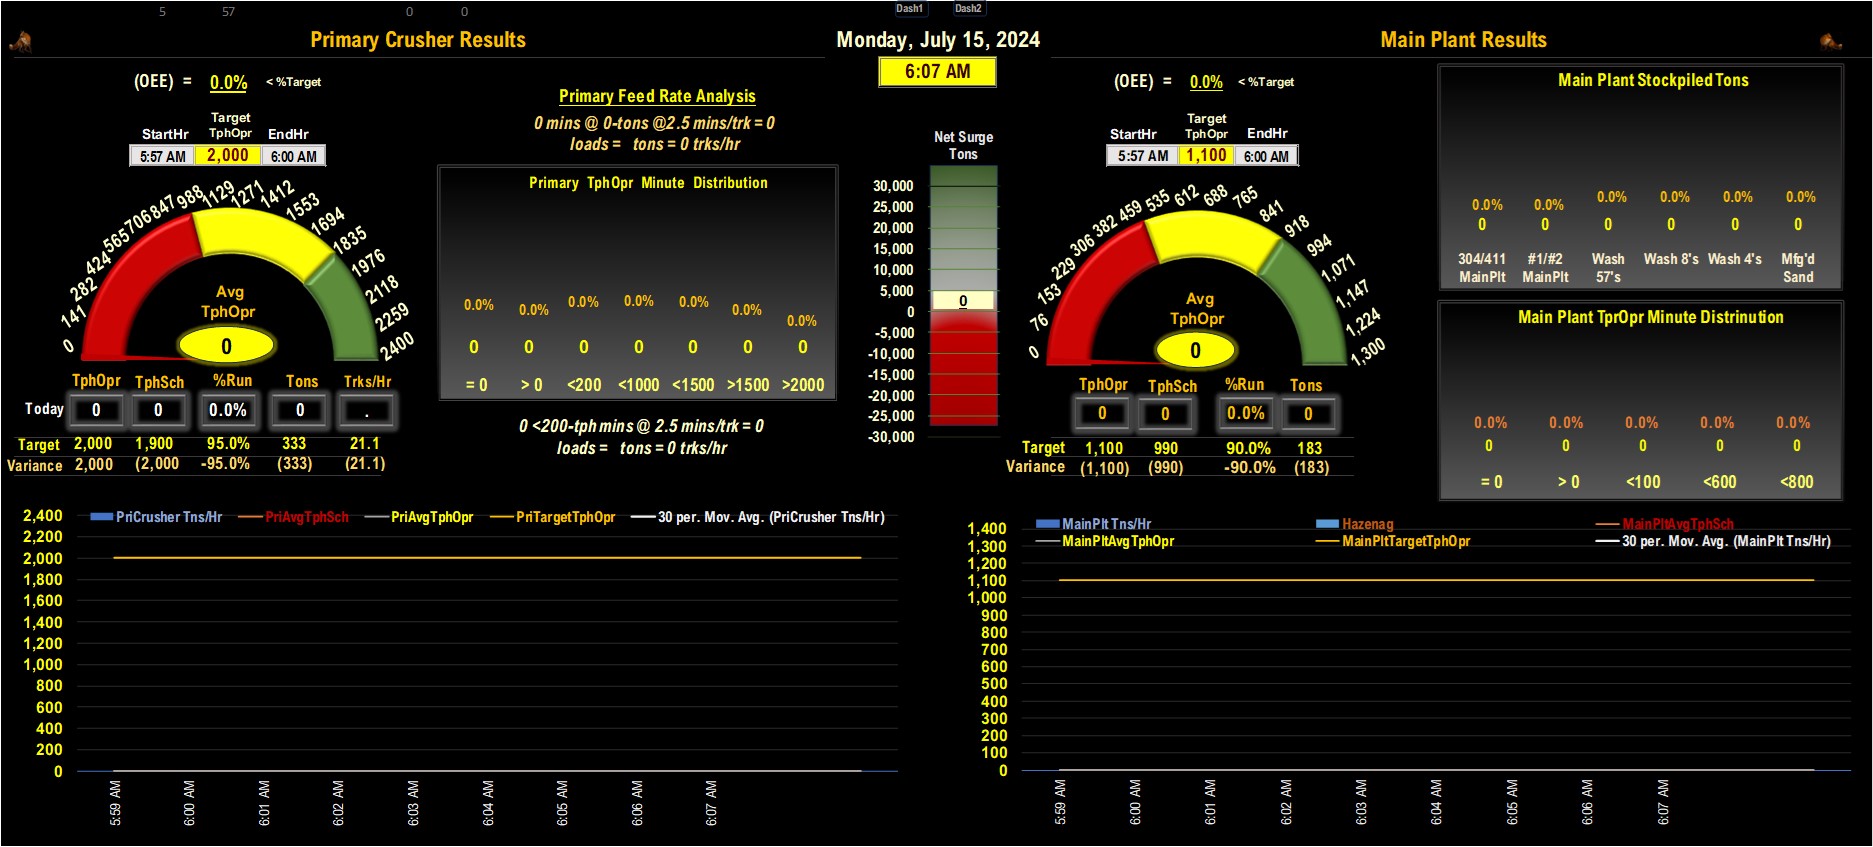 5 57 0 0 Dash1 Dash2
Primary Crusher Results
Monday, July 15, 2024
Main Plant Results
6:07 AM
(OEE) = 0.0% < %Target
Target
StartHr TphOpr EndHr
5:57 AM 2,000 6:00 AM
0 141 282 424 565 706 847 988 1129 1271 1412 1553 1694 1835 1976 2118 2259 2400
Avg
TphOpr
0
TphOpr TphSch %Run Tons Trks/Hr
Today 0 0 0.0% 0 .
Target 2,000 1,900 95.0% 333 21.1
Variance 2,000 (2,000 -95.0% (333) (21.1)
Primary Feed Rate Analysis
0 mins @ 0-tons @2.5 mins/trk = 0
loads = tons = 0 trks/hr
Primary TphOpr Minute Distribution
0.0% 0.0% 0.0% 0.0% 0.0% 0.0% 0.0%
0 0 0 0 0 0 0
= 0 > 0 <200 <1000 <1500 >1500 >2000
0 <200-tph mins @ 2.5 mins/trk = 0
loads = tons = 0 trks/hr
Net Surge
Tons
30,000
25,000
20,000
15,000
10,000
5,000
0
0
-5,000
-10,000
-15,000
-20,000
-25,000
-30,000
(OEE) = 0.0% < %Target
Target
StartHr TphOpr EndHr
5:57 AM 1,100 6:00 AM
0 76 153 229 306 382 459 535 612 688 765 841 918 994 1,071 1,147 1,224 1,300
Avg
TphOpr
0
TphOpr TphSch %Run Tons
0 0 0.0% 0
Target 1,100 990 90.0% 183
Variance (1,100) (990) -90.0% (183)
Main Plant Stockpiled Tons
0.0% 0.0% 0.0% 0.0% 0.0% 0.0%
0 0 0 0 0 0
304/411 #1/#2 Wash Wash 8's Wash 4's Mfg'd
MainPlt MainPlt 57's Sand
Main Plant TprOpr Minute Distrinution
0.0% 0.0% 0.0% 0.0% 0.0%
0 0 0 0 0
= 0 > 0 <100 <600 <800
PriCrusher Tns/Hr PriAvgTphSch PriAvgTphOpr PriTargetTphOpr 30 per. Mov. Avg. (PriCrusher Tns/Hr)
2,400
2,200
2,000
1,800
1,600
1,400
1,200
1,000
800
600
400
200
0
5:59 AM 6:00 AM 6:01 AM 6:02 AM 6:03 AM 6:04 AM 6:05 AM 6:06 AM 6:07 AM
MainPlt Tns/Hr Hazenag MainPltAvgTphSch
MainPltAvgTphOpr MainPltTargetTphOpr 30 per. Mov. Avg. (MainPlt Tns/Hr)
1,400
1,300
1,200
1,100
1,000
900
800
700
600
500
400
300
200
100
0
5:59 AM 6:00 AM 6:01 AM 6:02 AM 6:03 AM 6:04 AM 6:05 AM 6:06 AM 6:07 AM